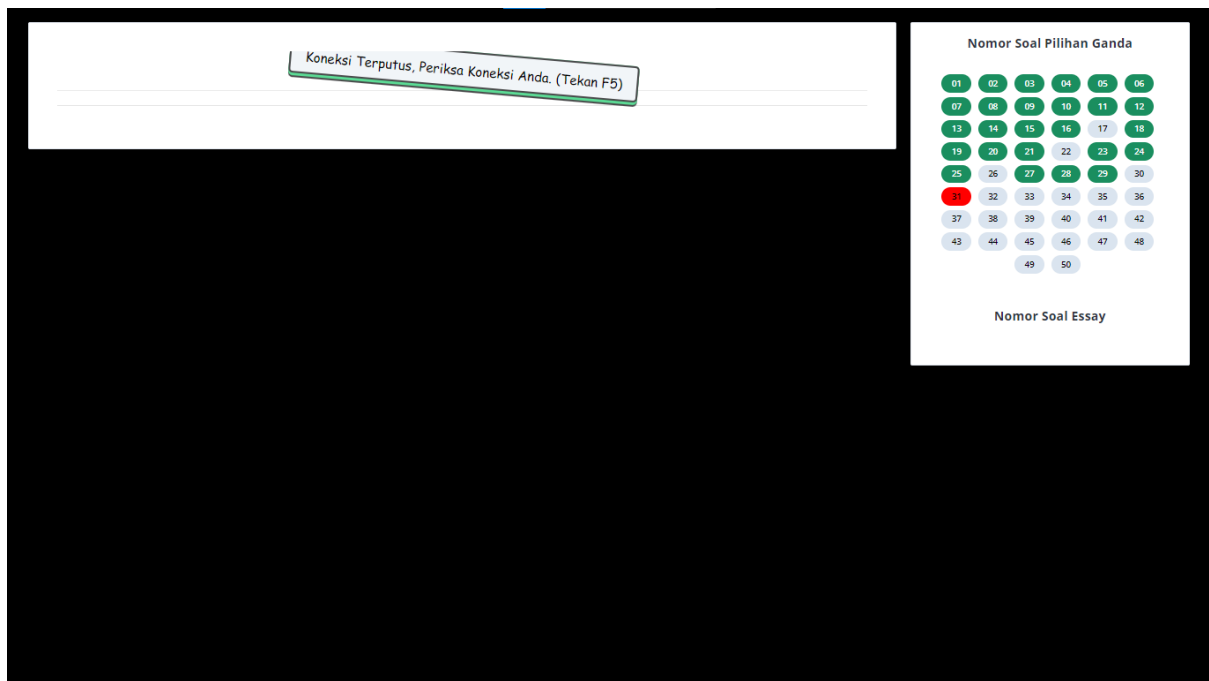 Koneksi Terputus, Periksa Koneksi Anda. (Tekan F5)
Nomor Soal Pilihan Ganda
01 02 03 04 05 06
07 08 09 10 11 12
13 14 15 16 17 18
19 20 21 22 23 24
25 26 27 28 29 30
31 32 33 34 35 36
37 38 39 40 41 42
43 44 45 46 47 48
49 50
Nomor Soal Essay